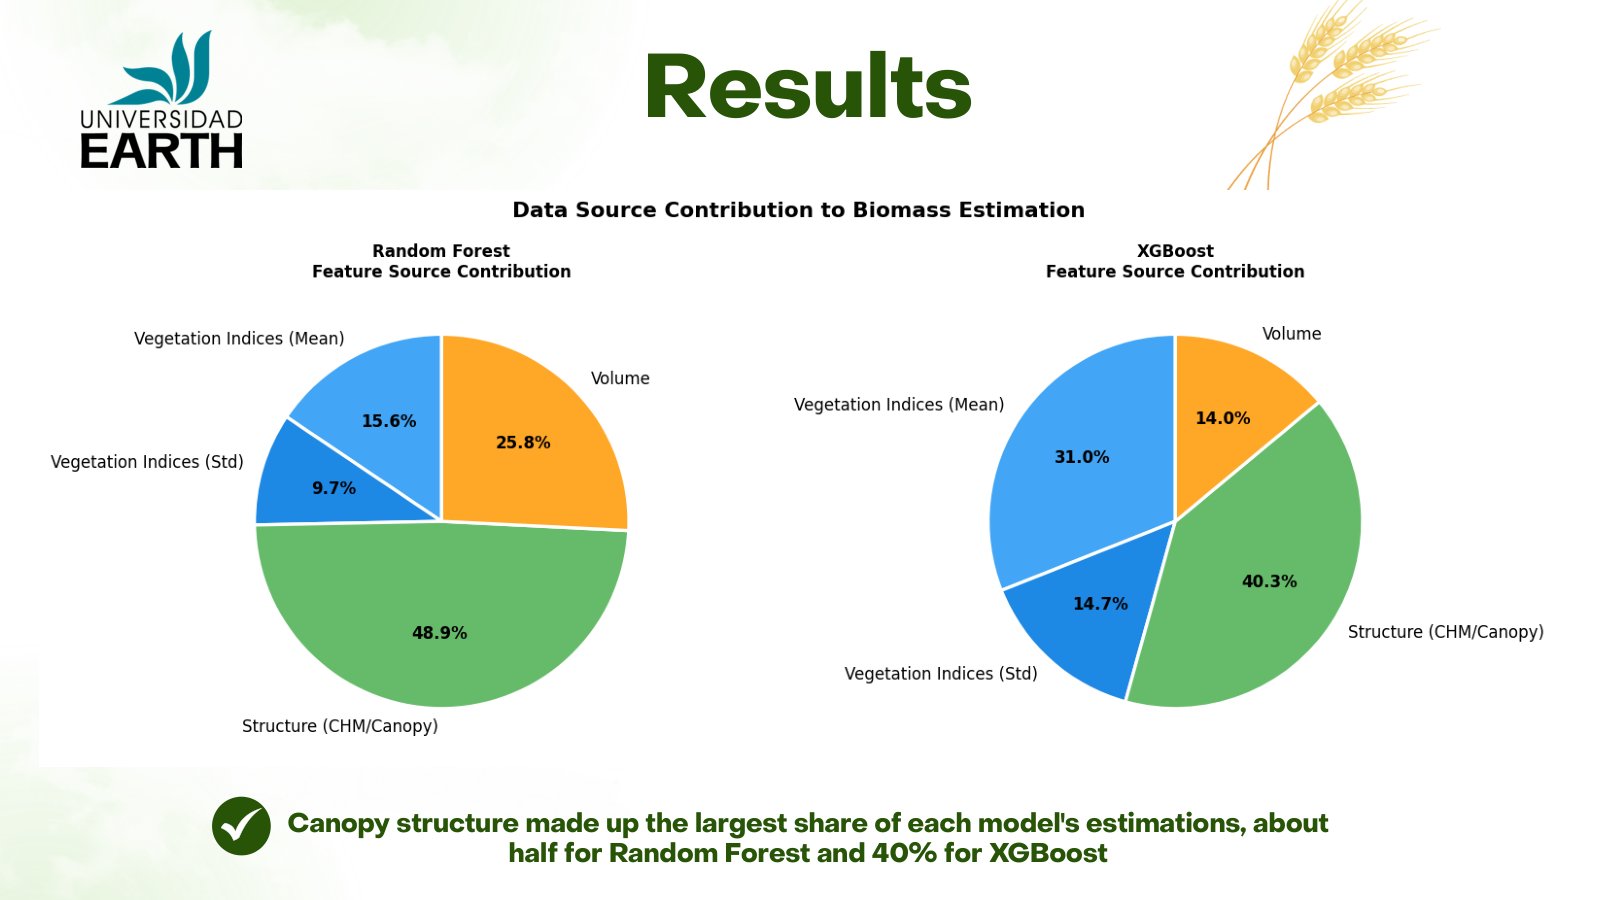 UNIVERSIDAD
EARTH
Results
Data Source Contribution to Biomass Estimation
Random Forest
Feature Source Contribution
Vegetation Indices (Mean)
Volume
15.6%
25.8%
Vegetation Indices (Std)
9.7%
48.9%
Structure (CHM/Canopy)
XGBoost
Feature Source Contribution
Volume
Vegetation Indices (Mean)
14.0%
31.0%
40.3%
14.7%
Structure (CHM/Canopy)
Vegetation Indices (Std)
Canopy structure made up the largest share of each model's estimations, about
half for Random Forest and 40% for XGBoost